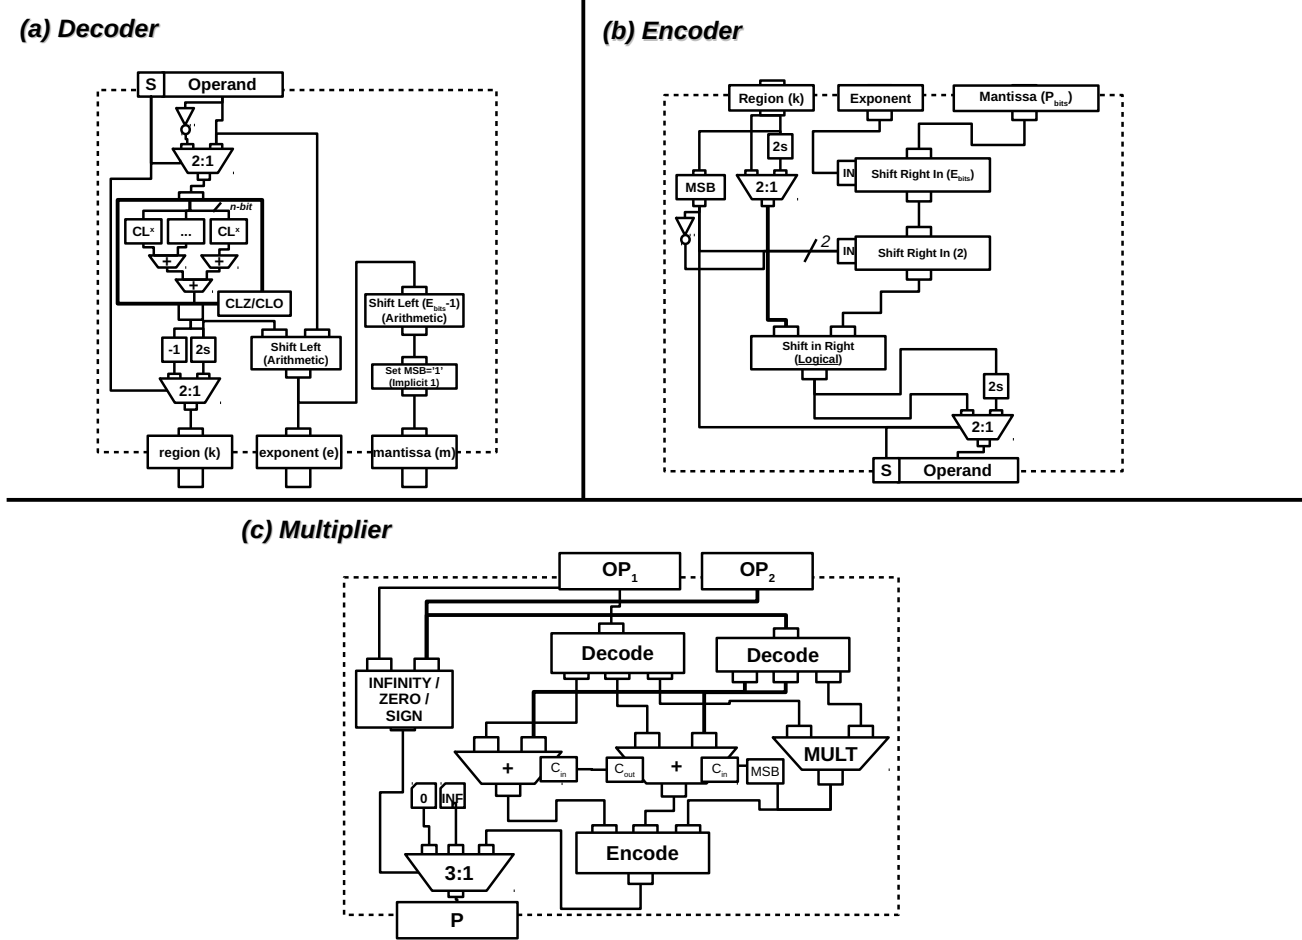 (a) Decoder
S Operand
2:1
n-bit
CLx ... CLx
+ +
+
CLZ/CLO
-1 2s
2:1
Shift Left
(Arithmetic)
Shift Left (Ebits-1)
(Arithmetic)
Set MSB='1'
(Implicit 1)
region (k) exponent (e) mantissa (m)
(b) Encoder
Region (k) Exponent Mantissa (Pbits)
2s
MSB 2:1
IN Shift Right In (Ebits)
2
IN Shift Right In (2)
Shift in Right
(Logical)
2s
2:1
S Operand
(c) Multiplier
OP1 OP2
Decode Decode
INFINITY /
ZERO /
SIGN
+ Cin Cout + Cin MSB MULT
0 INF
Encode
3:1
P